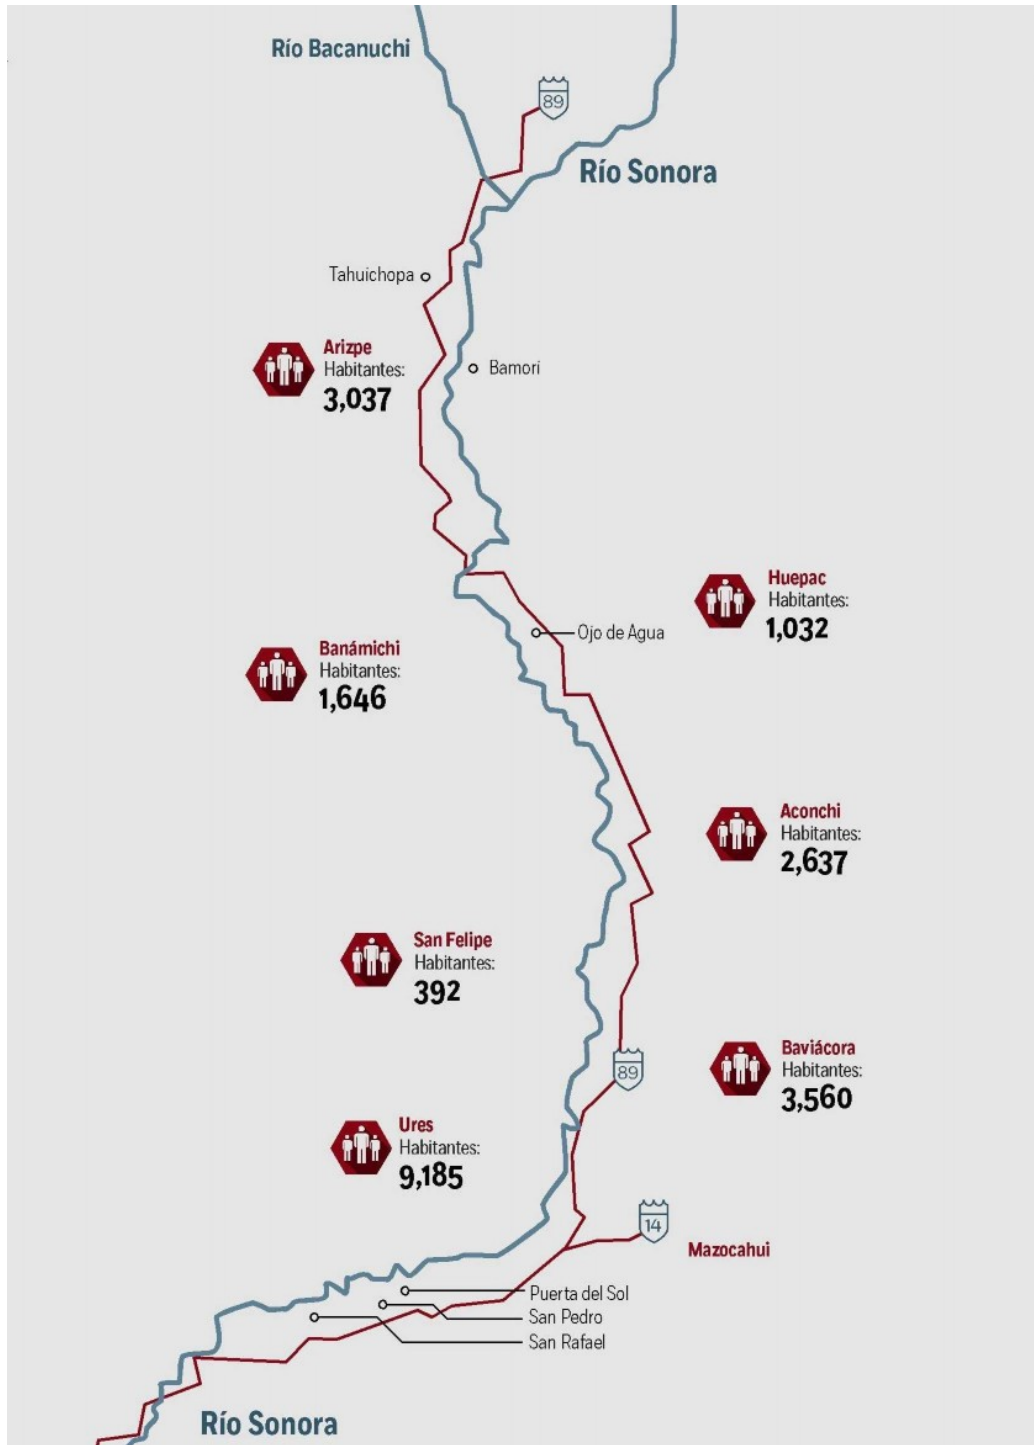 Río Bacanuchi
89
Río Sonora
Tahuichopa
Arizpe
Habitantes:
3,037
Bamori
Huepac
Habitantes:
1,032
Ojo de Agua
Banámichi
Habitantes:
1,646
Aconchi
Habitantes:
2,637
San Felipe
Habitantes:
392
Baviácora
Habitantes:
3,560
89
Ures
Habitantes:
9,185
14
Mazocahui
Puerta del Sol
San Pedro
San Rafael
Río Sonora